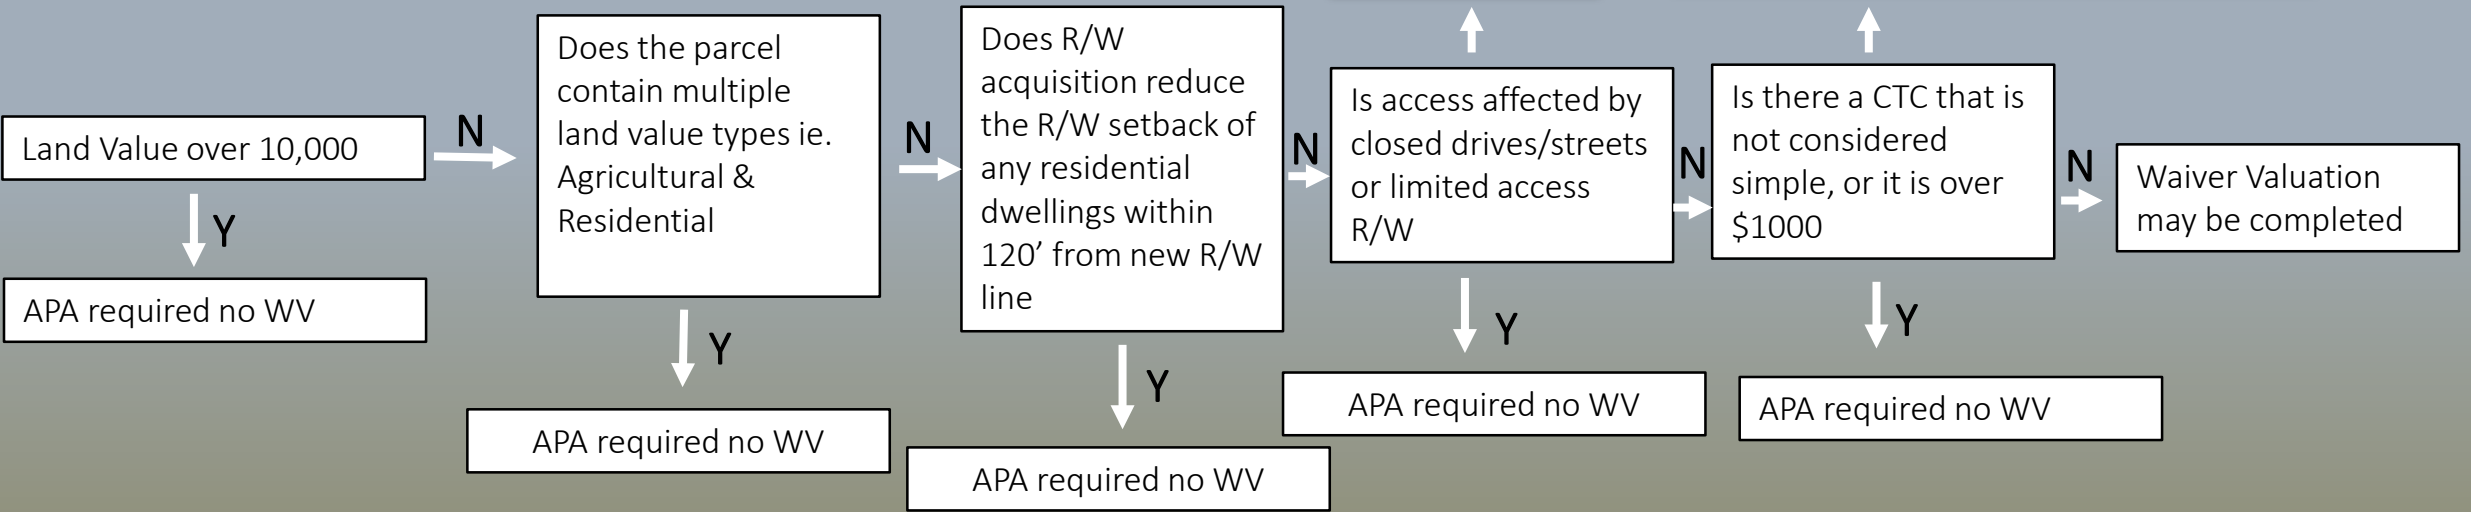 Land Value over 10,000
N
Y
APA required no WV
Does the parcel
contain multiple
land value types ie.
Agricultural &
Residential
N
Y
APA required no WV
Does R/W
acquisition reduce
the R/W setback of
any residential
dwellings within
120’ from new R/W
line
N
Y
APA required no WV
Is access affected by
closed drives/streets
or limited access
R/W
N
Y
APA required no WV
Is there a CTC that is
not considered
simple, or it is over
$1000
N
Y
APA required no WV
Waiver Valuation
may be completed